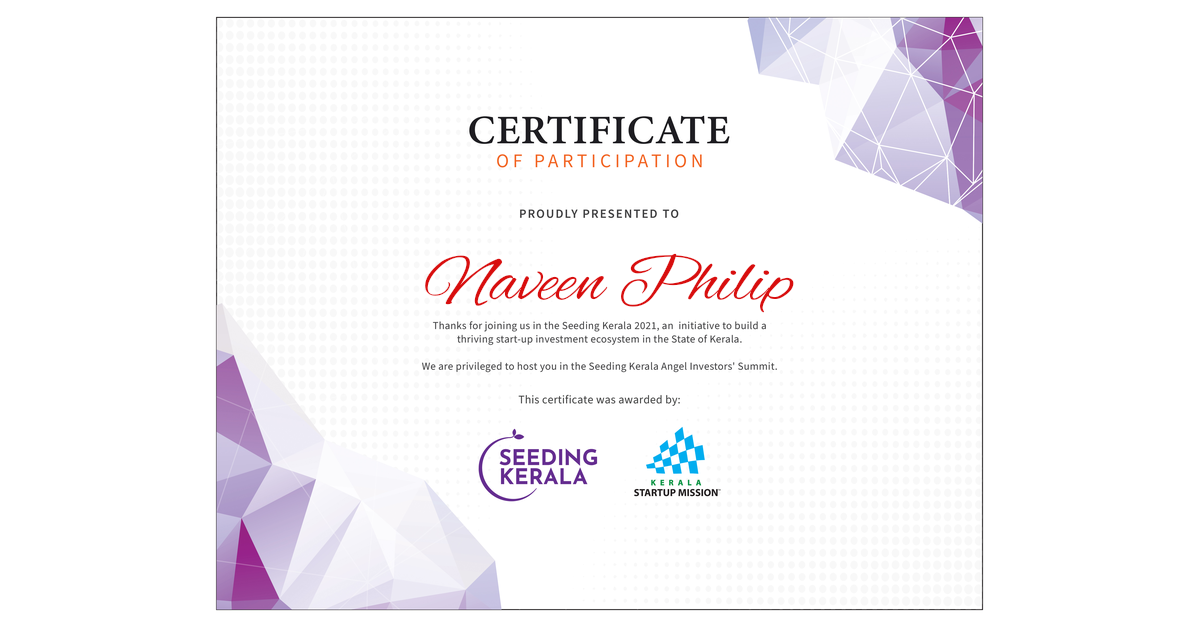 CERTIFICATE
OF PARTICIPATION
PROUDLY PRESENTED TO
Naveen Philip
Thanks for joining us in the Seeding Kerala 2021, an initiative to build a
thriving start-up investment ecosystem in the State of Kerala.
We are privileged to host you in the Seeding Kerala Angel Investors' Summit.
This certificate was awarded by:
SEEDING
KERALA
KERALA
STARTUP MISSION